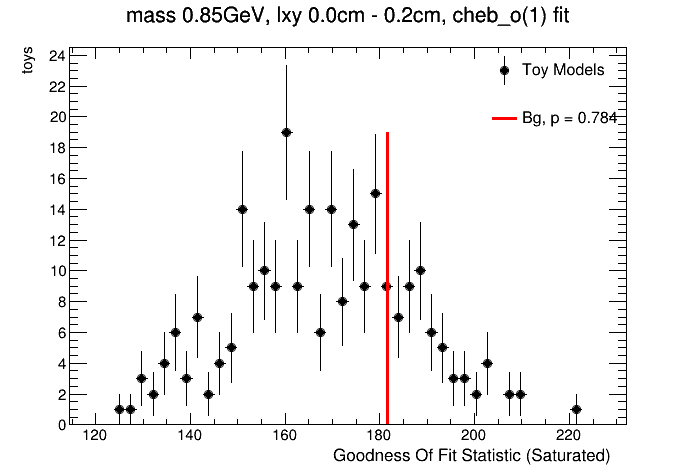 mass 0.85GeV, lxy 0.0cm - 0.2cm, cheb_o(1) fit
toys
24
22
20
18
16
14
12
10
8
6
4
2
0
Toy Models
Bg, p = 0.784
120 140 160 180 200 220
Goodness Of Fit Statistic (Saturated)